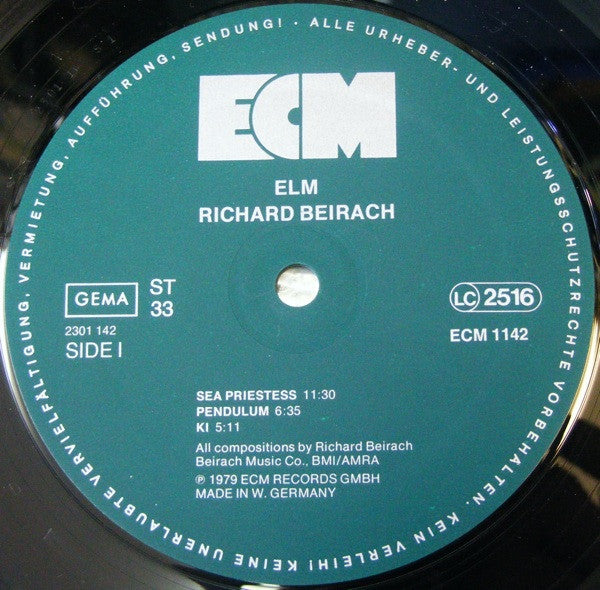 KEINE UNERLAUBTE VERVIELFÄLTIGUNG, VERMIETUNG, AUFFÜHRUNG, SENDUNG! · ALLE URHEBER- UND LEISTUNGSSCHUTZRECHTE VORBEHALTEN. KEIN VERLEIH!
ECM
ELM
RICHARD BEIRACH
GEMA
ST
33
2301 142
SIDE I
LC 2516
ECM 1142
SEA PRIESTESS 11:30
PENDULUM 6:35
KI 5:11
All compositions by Richard Beirach
Beirach Music Co., BMI/AMRA
℗ 1979 ECM RECORDS GMBH
MADE IN W. GERMANY